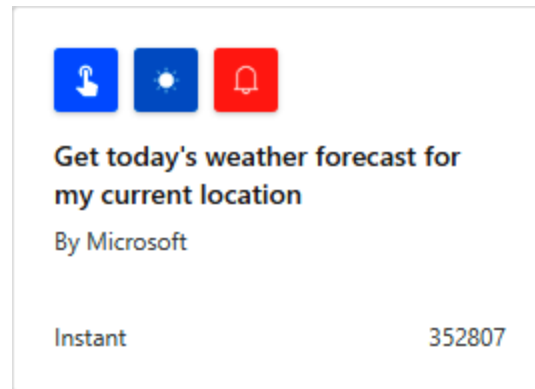 Get today's weather forecast for
my current location
By Microsoft
Instant 352807